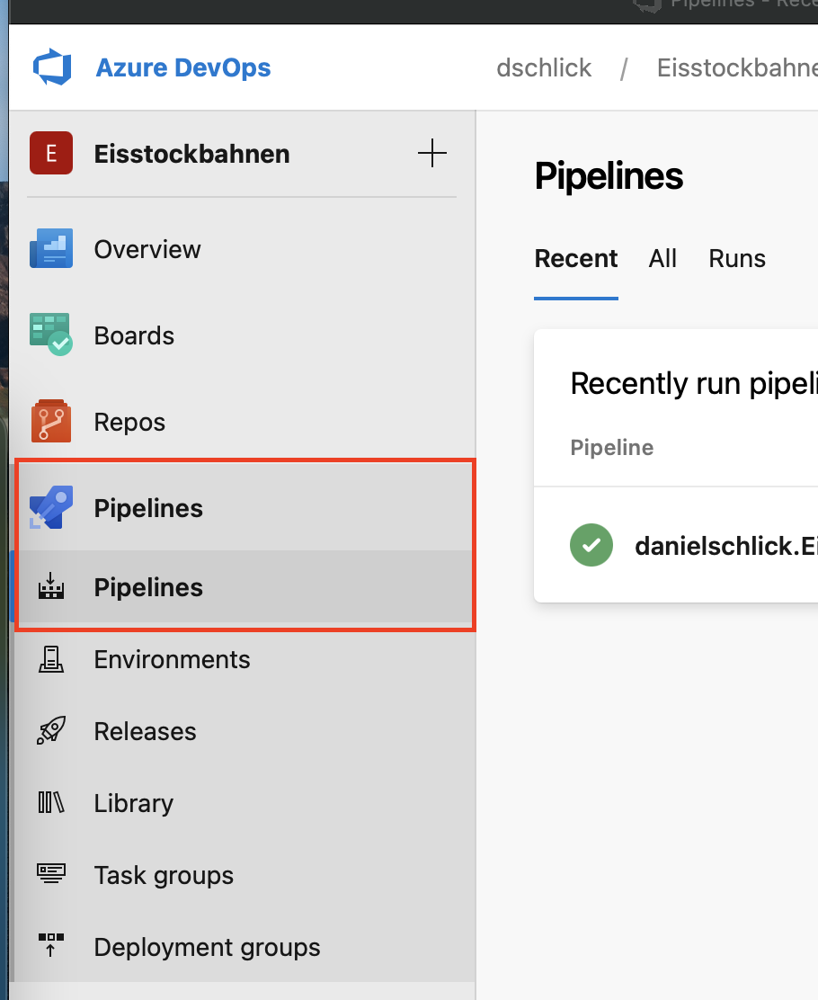 Pipelines - Rece
Azure DevOps
dschlick / Eisstockbahne
E Eisstockbahnen
Overview
Boards
Repos
Pipelines
Pipelines
Environments
Releases
Library
Task groups
Deployment groups
Pipelines
Recent All Runs
Recently run pipeli
Pipeline
danielschlick.Ei